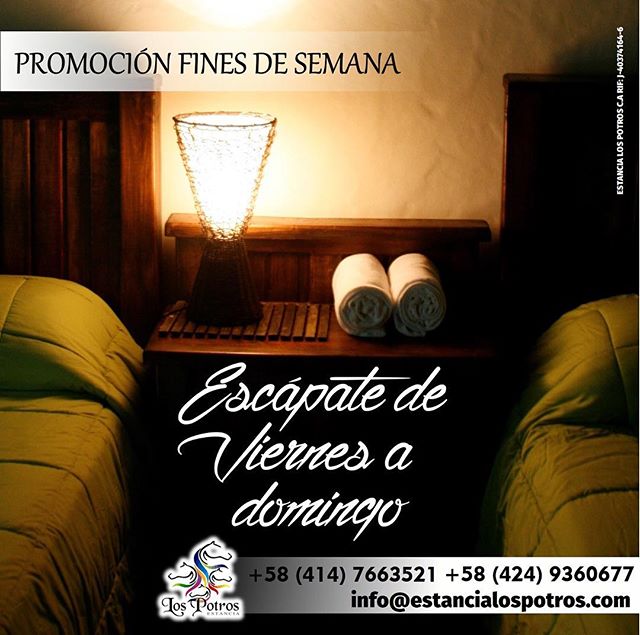 PROMOCIÓN FINES DE SEMANA
ESTANCIA LOS POTROS C.A RIF: J-40374164-6
Escápate de
Viernes a
domingo
Los Potros
ESTANCIA
+58 (414) 7663521 +58 (424) 9360677
info@estancialospotros.com